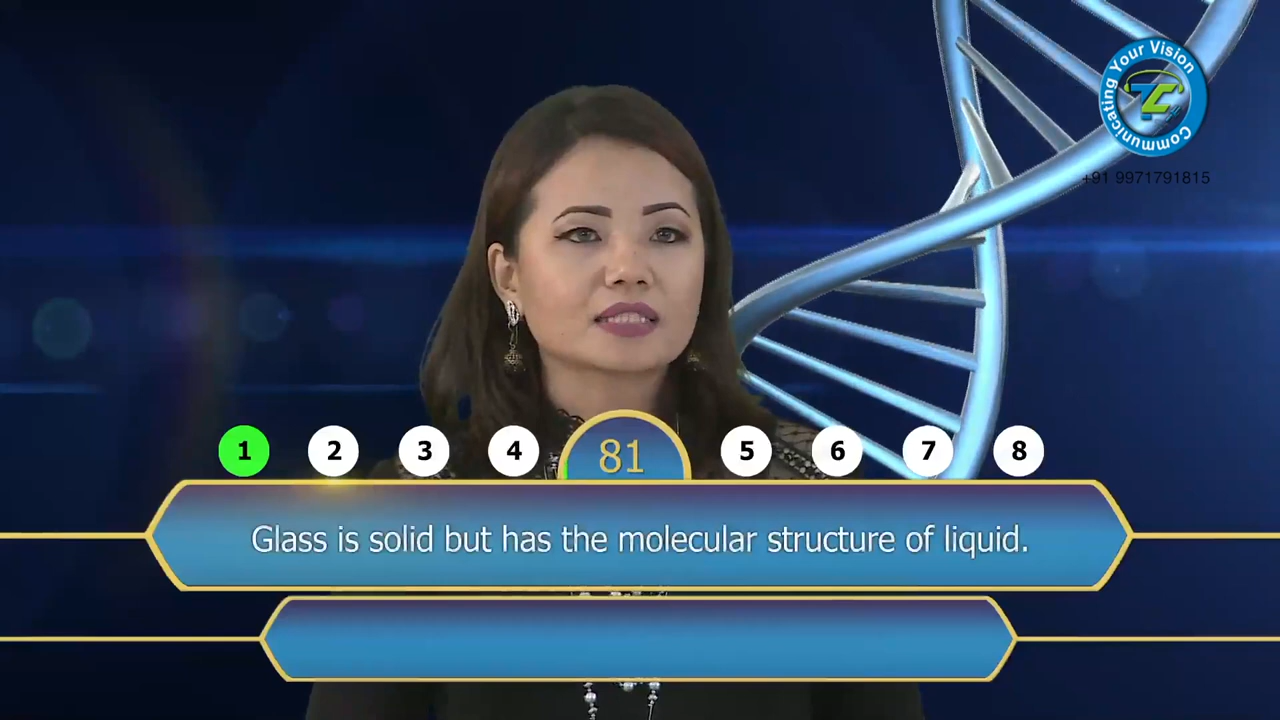 Communicating Your Vision
TC
+91 9971791815
1 2 3 4 81 5 6 7 8
Glass is solid but has the molecular structure of liquid.